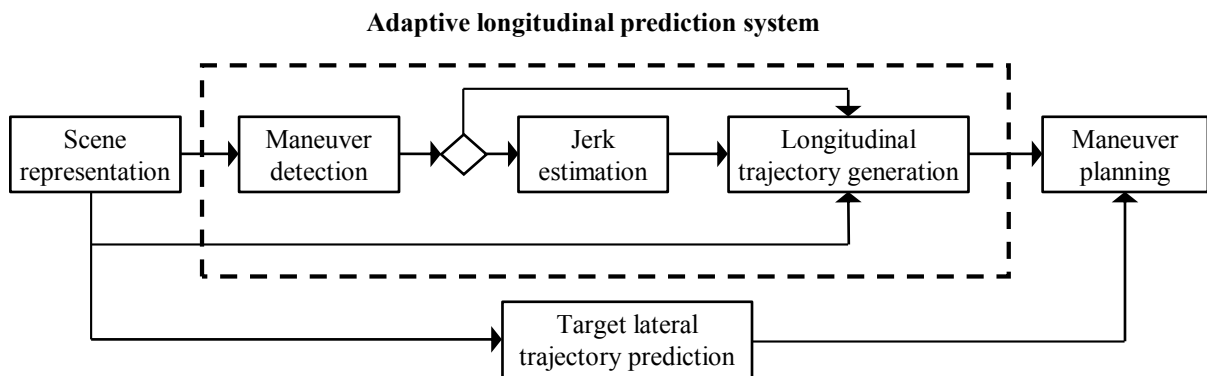 Adaptive longitudinal prediction system
Scene
representation
Maneuver
detection
Jerk
estimation
Longitudinal
trajectory generation
Maneuver
planning
Target lateral
trajectory prediction